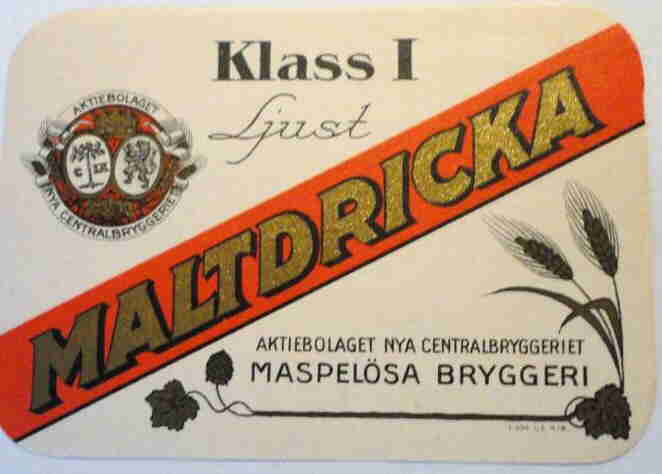 Klass I
Ljust
MALTDRICKA
AKTIEBOLAGET
NYA CENTRALBRYGGERIET
AKTIEBOLAGET NYA CENTRALBRYGGERIET
MASPELÖSA BRYGGERI